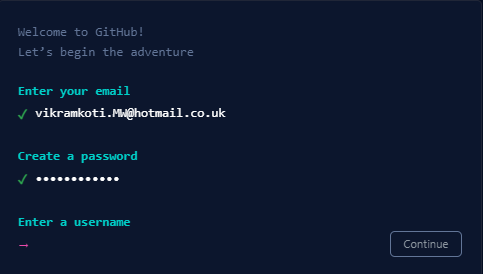 Welcome to GitHub!
Let’s begin the adventure
Enter your email
✓ vikramkoti.MW@hotmail.co.uk
Create a password
✓ ••••••••••••
Enter a username
→
Continue